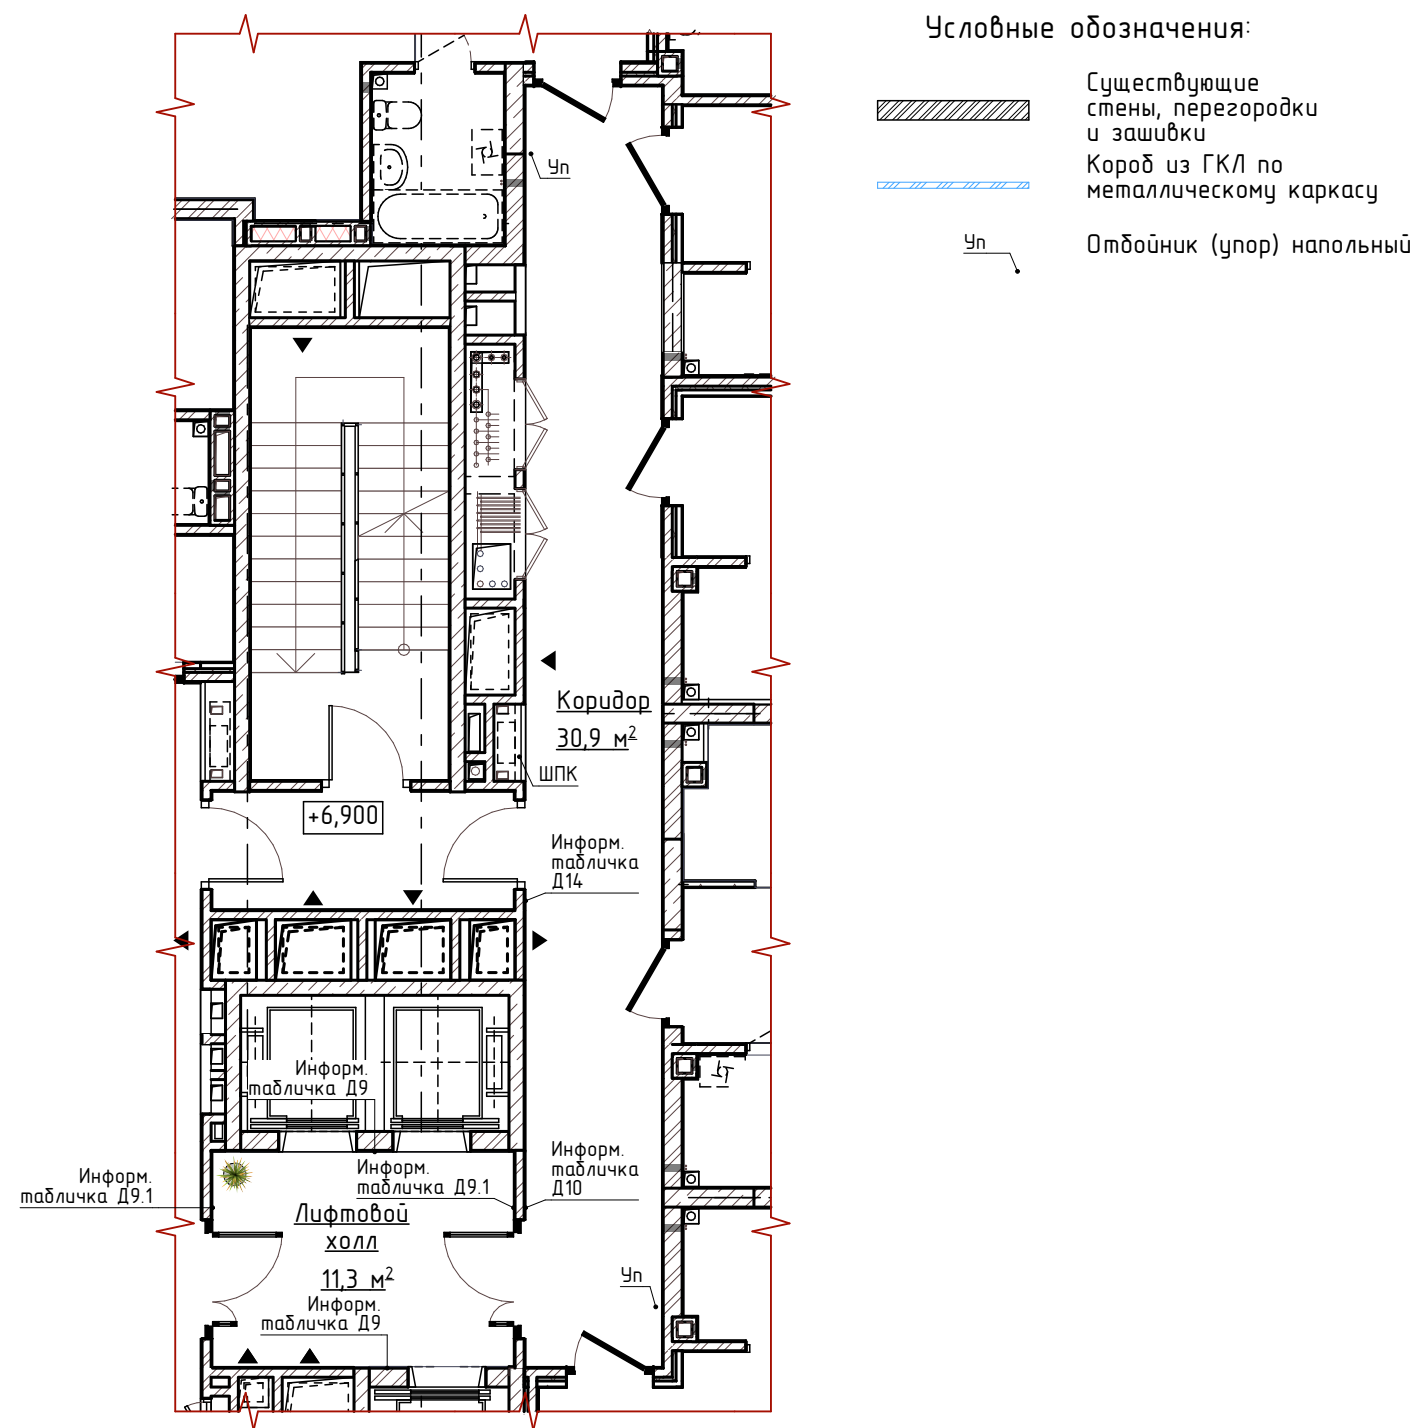 Условные обозначения:
Существующие
стены, перегородки
и зашивки
Короб из ГКЛ по
металлическому каркасу
Уп
Отбойник (упор) напольный
Уп
Коридор
30,9 м²
ШПК
+6,900
Информ.
табличка
Д14
Информ.
табличка Д9
Информ.
табличка Д9.1
Информ.
табличка Д9.1
Информ.
табличка
Д10
Лифтовой
холл
11,3 м²
Уп
Информ.
табличка Д9